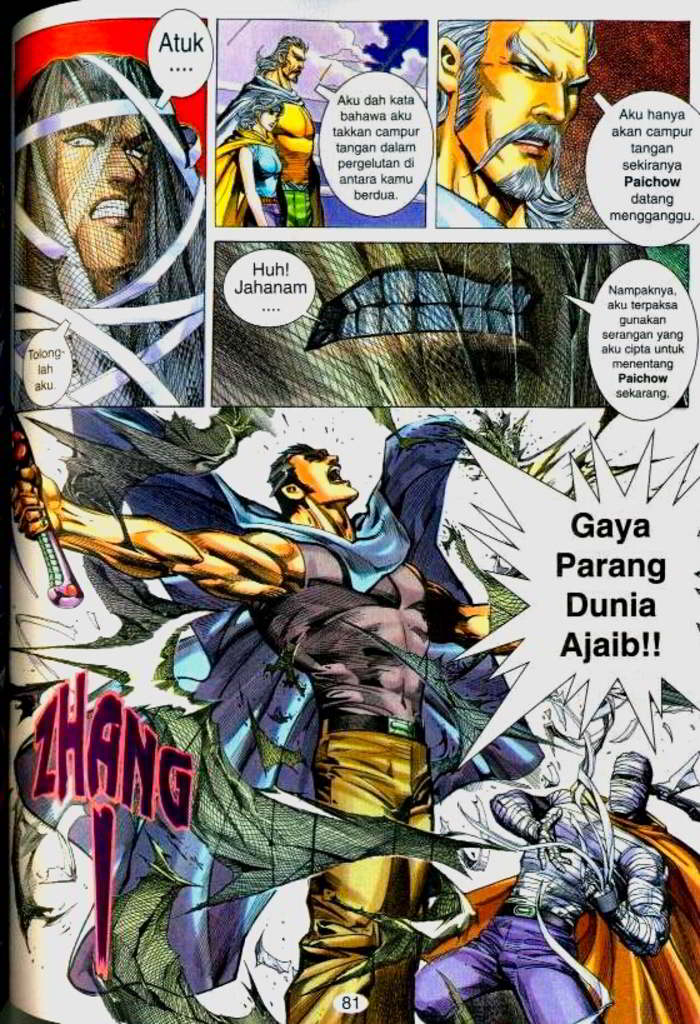 Atuk
....
Tolong-
lah
aku.
Aku dah kata
bahawa aku
takkan campur
tangan dalam
pergelutan di
antara kamu
berdua.
Aku hanya
akan campur
tangan
sekiranya
Paichow
datang
mengganggu.
Huh!
Jahanam
....
Nampaknya,
aku terpaksa
gunakan
serangan yang
aku cipta untuk
menentang
Paichow
sekarang.
Gaya
Parang
Dunia
Ajaib!!
ZHANG
!
81